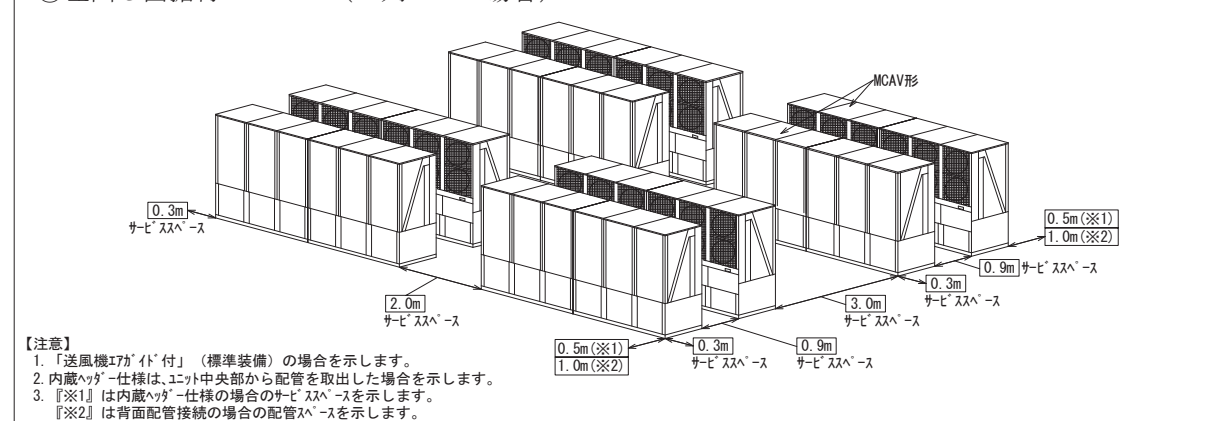 MCAV形
0.3m
ｻｰﾋﾞｽｽﾍﾟｰｽ
0.5m(※1)
1.0m(※2)
0.9m ｻｰﾋﾞｽｽﾍﾟｰｽ
0.3m
ｻｰﾋﾞｽｽﾍﾟｰｽ
2.0m
ｻｰﾋﾞｽｽﾍﾟｰｽ
3.0m
ｻｰﾋﾞｽｽﾍﾟｰｽ
0.5m(※1)
1.0m(※2)
0.3m
ｻｰﾋﾞｽｽﾍﾟｰｽ
0.9m
ｻｰﾋﾞｽｽﾍﾟｰｽ
【注意】
1. 「送風機ｴｱｶﾞｲﾄﾞ付」（標準装備）の場合を示します。
2. 内蔵ﾍｯﾀﾞｰ仕様は、ﾕﾆｯﾄ中央部から配管を取出した場合を示します。
3. 『※1』は内蔵ﾍｯﾀﾞｰ仕様の場合のｻｰﾋﾞｽｽﾍﾟｰｽを示します。
『※2』は背面配管接続の場合の配管ｽﾍﾟｰｽを示します。